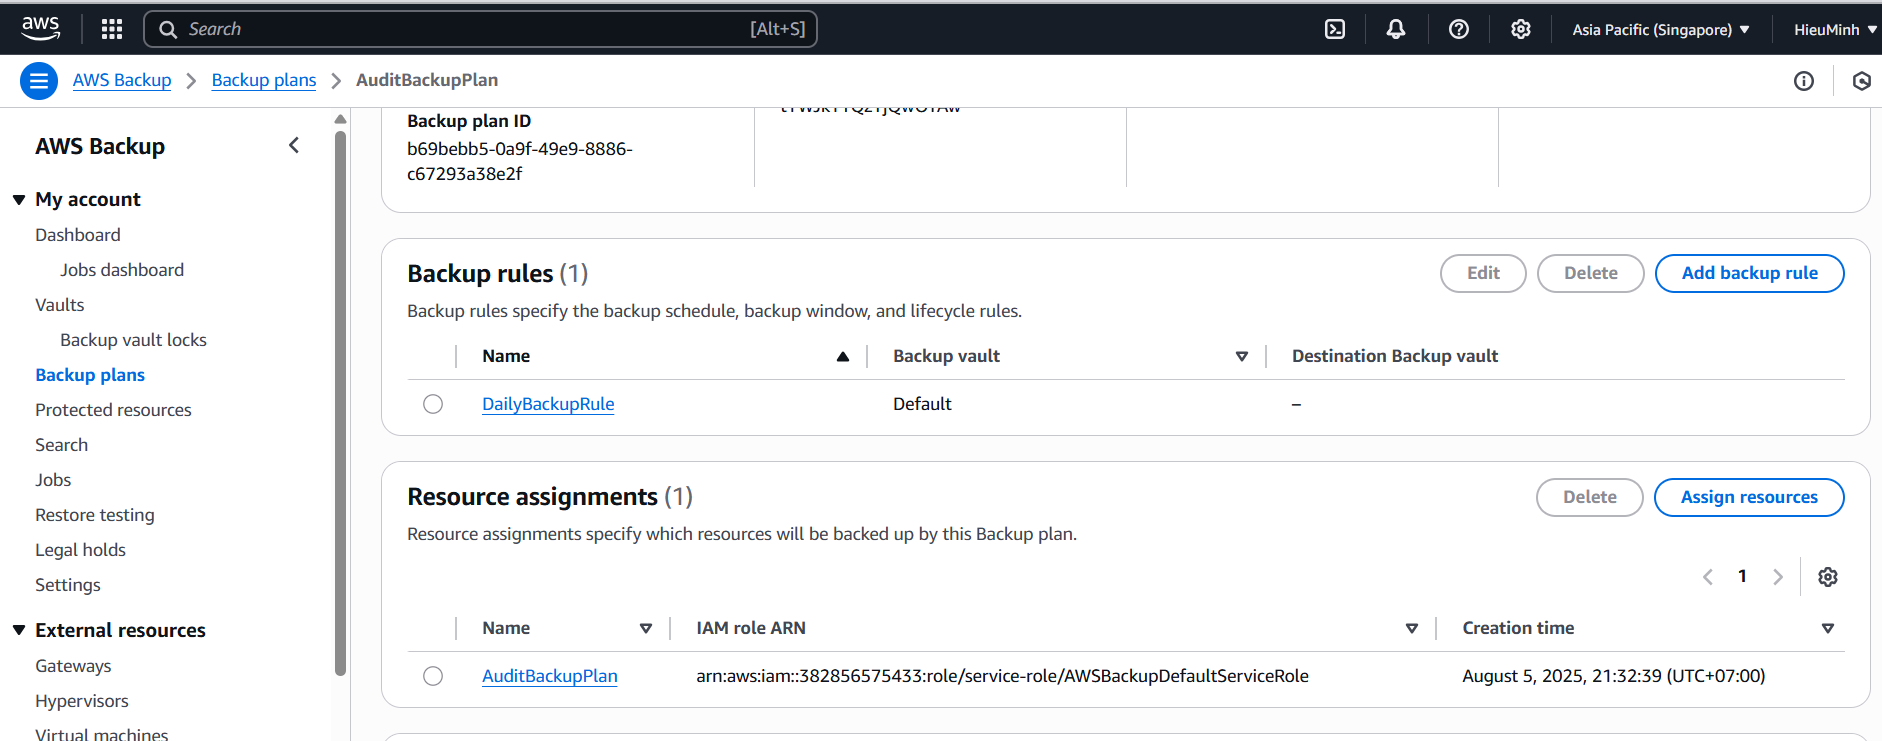 aws
Search [Alt+S]
Asia Pacific (Singapore)
HieuMinh
AWS Backup
Backup plans
AuditBackupPlan
AWS Backup
My account
Dashboard
Jobs dashboard
Vaults
Backup vault locks
Backup plans
Protected resources
Search
Jobs
Restore testing
Legal holds
Settings
External resources
Gateways
Hypervisors
Virtual machines
Backup plan ID
b69bebb5-0a9f-49e9-8886-
c67293a38e2f
Backup rules (1)
Edit
Delete
Add backup rule
Backup rules specify the backup schedule, backup window, and lifecycle rules.
Name
Backup vault
Destination Backup vault
DailyBackupRule
Default
–
Resource assignments (1)
Delete
Assign resources
Resource assignments specify which resources will be backed up by this Backup plan.
1
Name
IAM role ARN
Creation time
AuditBackupPlan
arn:aws:iam::382856575433:role/service-role/AWSBackupDefaultServiceRole
August 5, 2025, 21:32:39 (UTC+07:00)